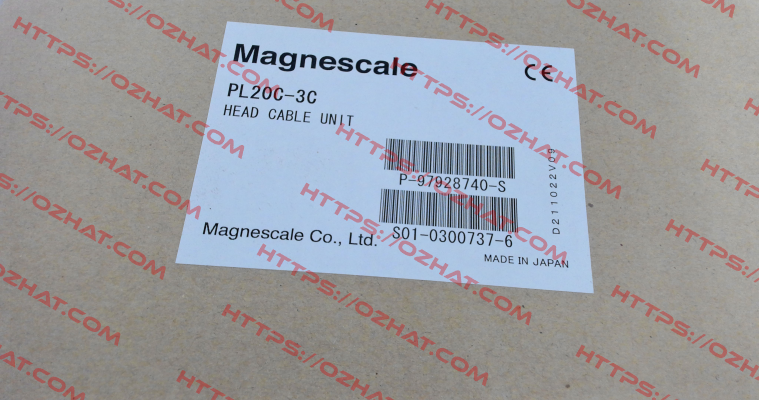 Magnescale
CE
PL20C-3C
HEAD CABLE UNIT
P-97928740-S
S01-0300737-6
D211022V09
Magnescale Co., Ltd.
MADE IN JAPAN
HTTPS://OZHAT.COM